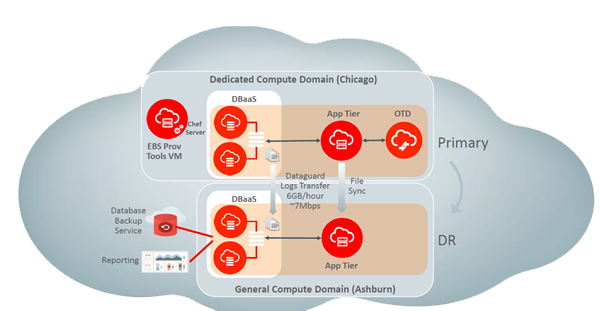 Dedicated Compute Domain (Chicago)
DBaaS
App Tier
OTD
Chef
Server
EBS Prov
Tools VM
Primary
Dataguard
Logs Transfer
6GB/hour
~7Mbps
File
Sync
DBaaS
Database
Backup
Service
DR
Reporting
App Tier
General Compute Domain (Ashburn)